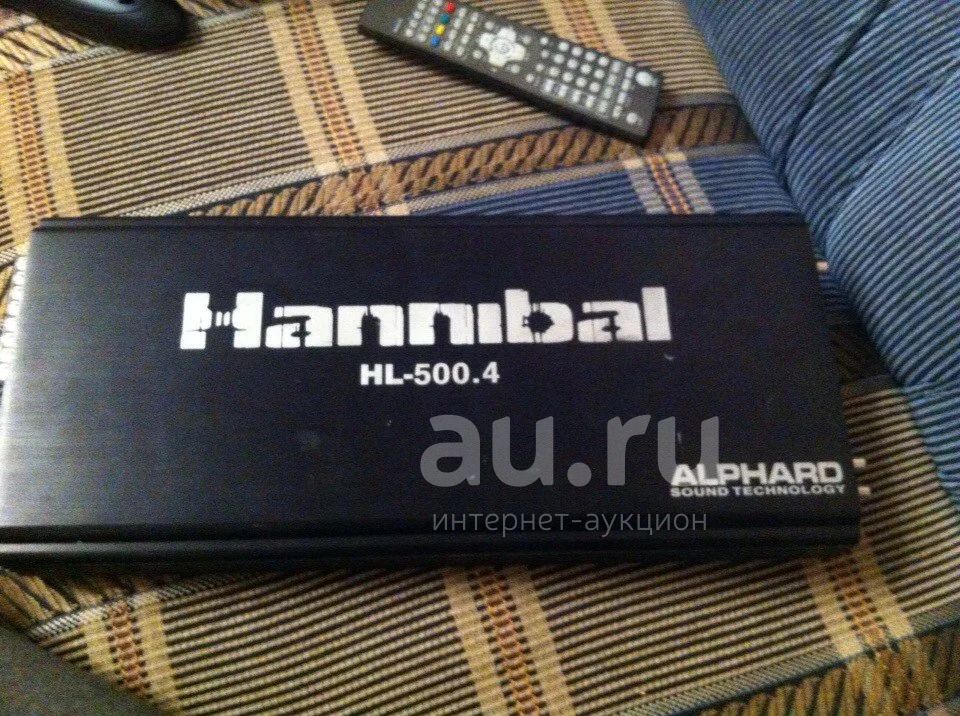 Hannibal
HL-500.4
au.ru
ALPHARD
SOUND TECHNOLOGY
интернет-аукцион